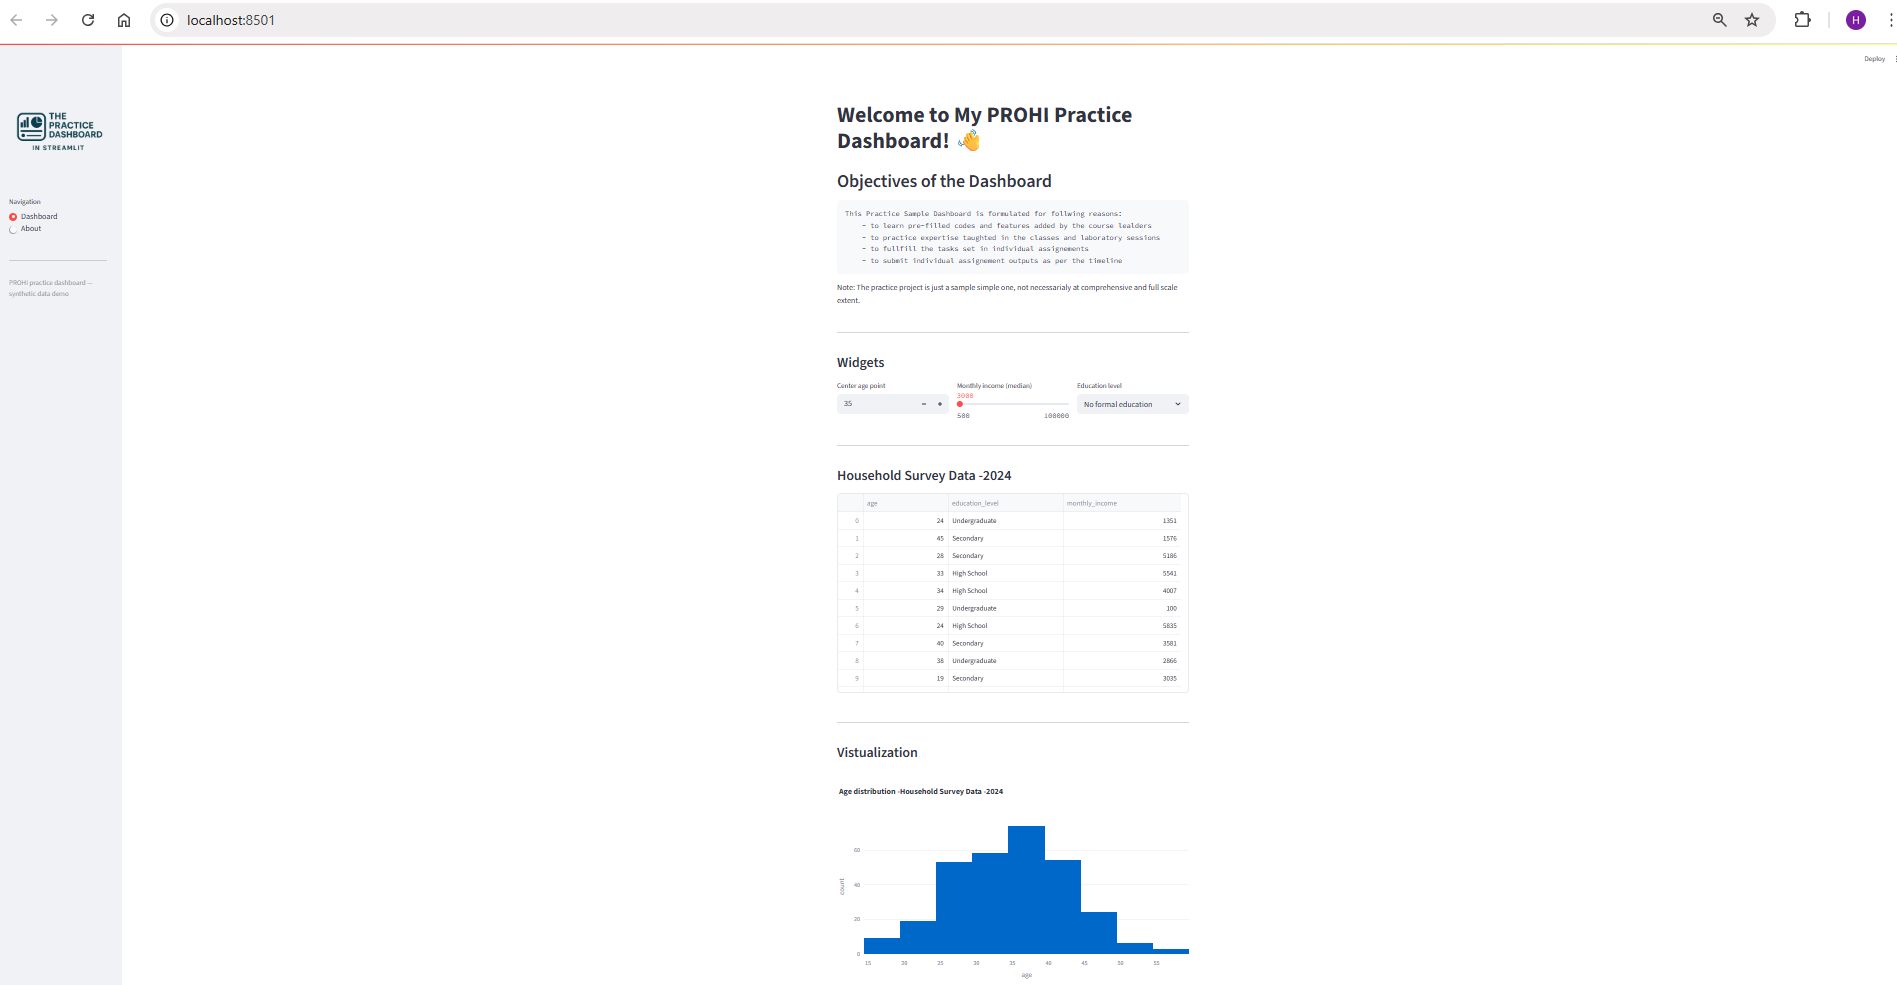 localhost:8501
H
Deploy
THE
PRACTICE
DASHBOARD
IN STREAMLIT
Navigation
Dashboard
About
PROHI practice dashboard —
synthetic data demo
Welcome to My PROHI Practice
Dashboard! 👋
Objectives of the Dashboard
This Practice Sample Dashboard is formulated for follwing reasons:
- to learn pre-filled codes and features added by the course lealders
- to practice expertise taughted in the classes and laboratory sessions
- to fullfill the tasks set in individual assignements
- to submit individual assignement outputs as per the timeline
Note: The practice project is just a sample simple one, not necessarialy at comprehensive and full scale
extent.
Widgets
Center age point
Monthly income (median)
Education level
35
3000
500
100000
No formal education
Household Survey Data -2024
age education_level monthly_income
0 24 Undergraduate 1351
1 45 Secondary 1576
2 28 Secondary 5186
3 33 High School 5541
4 34 High School 4007
5 29 Undergraduate 100
6 24 High School 5835
7 40 Secondary 3581
8 38 Undergraduate 2866
9 19 Secondary 3035
Vistualization
Age distribution -Household Survey Data -2024
60
40
20
0
count
15 20 25 30 35 40 45 50 55
age